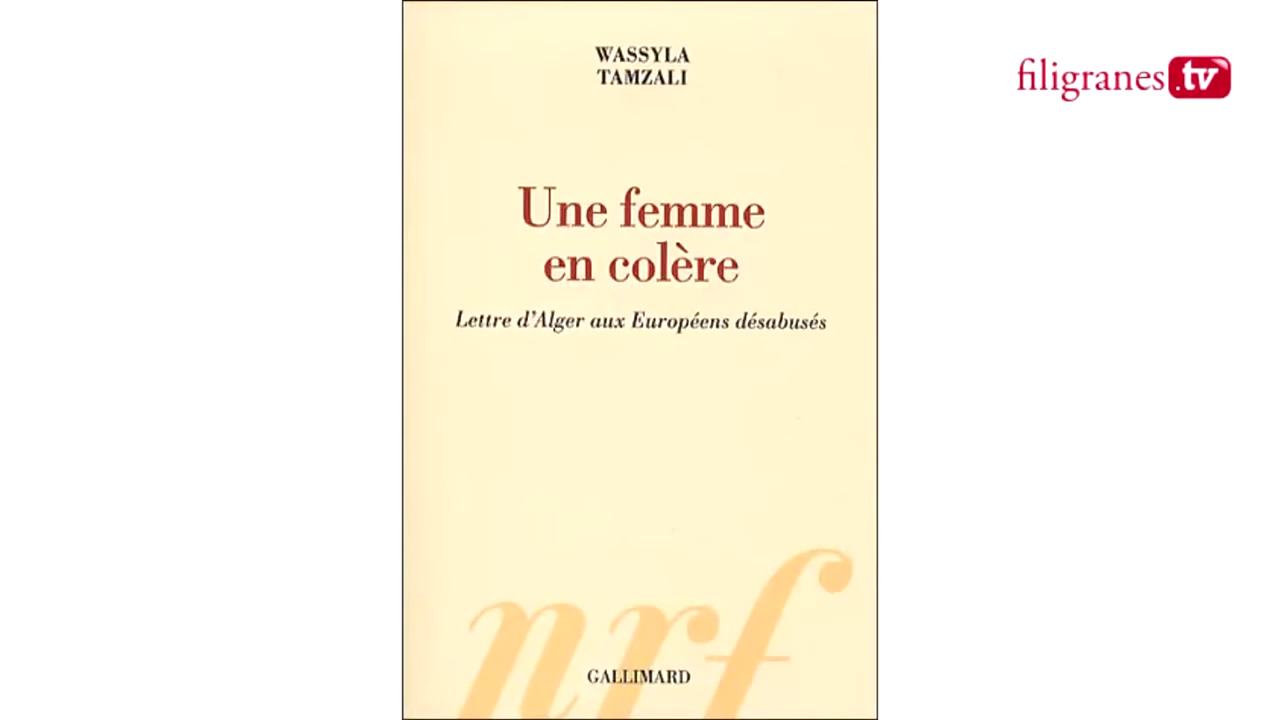 WASSYLA
TAMZALI
filigranes.tv
Une femme
en colère
Lettre d'Alger aux Européens désabusés
nrf
GALLIMARD